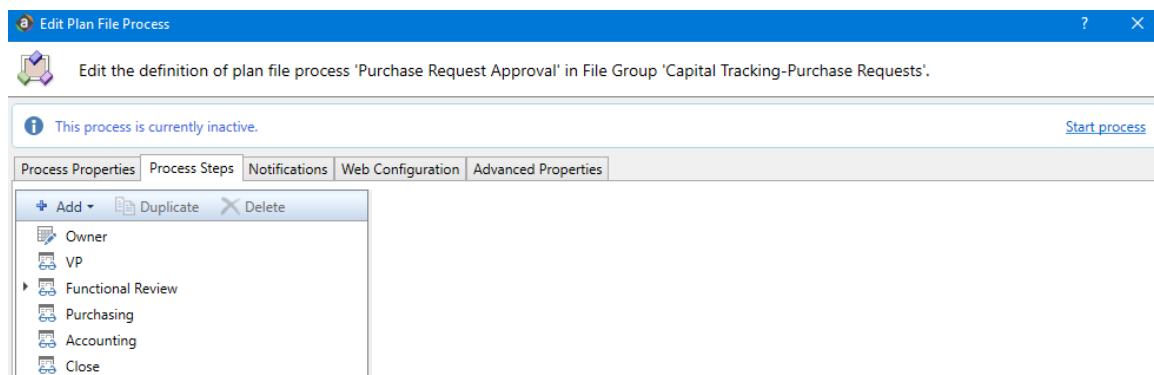 Edit Plan File Process
Edit the definition of plan file process 'Purchase Request Approval' in File Group 'Capital Tracking-Purchase Requests'.
This process is currently inactive. Start process
Process Properties Process Steps Notifications Web Configuration Advanced Properties
Add Duplicate Delete
Owner
VP
Functional Review
Purchasing
Accounting
Close